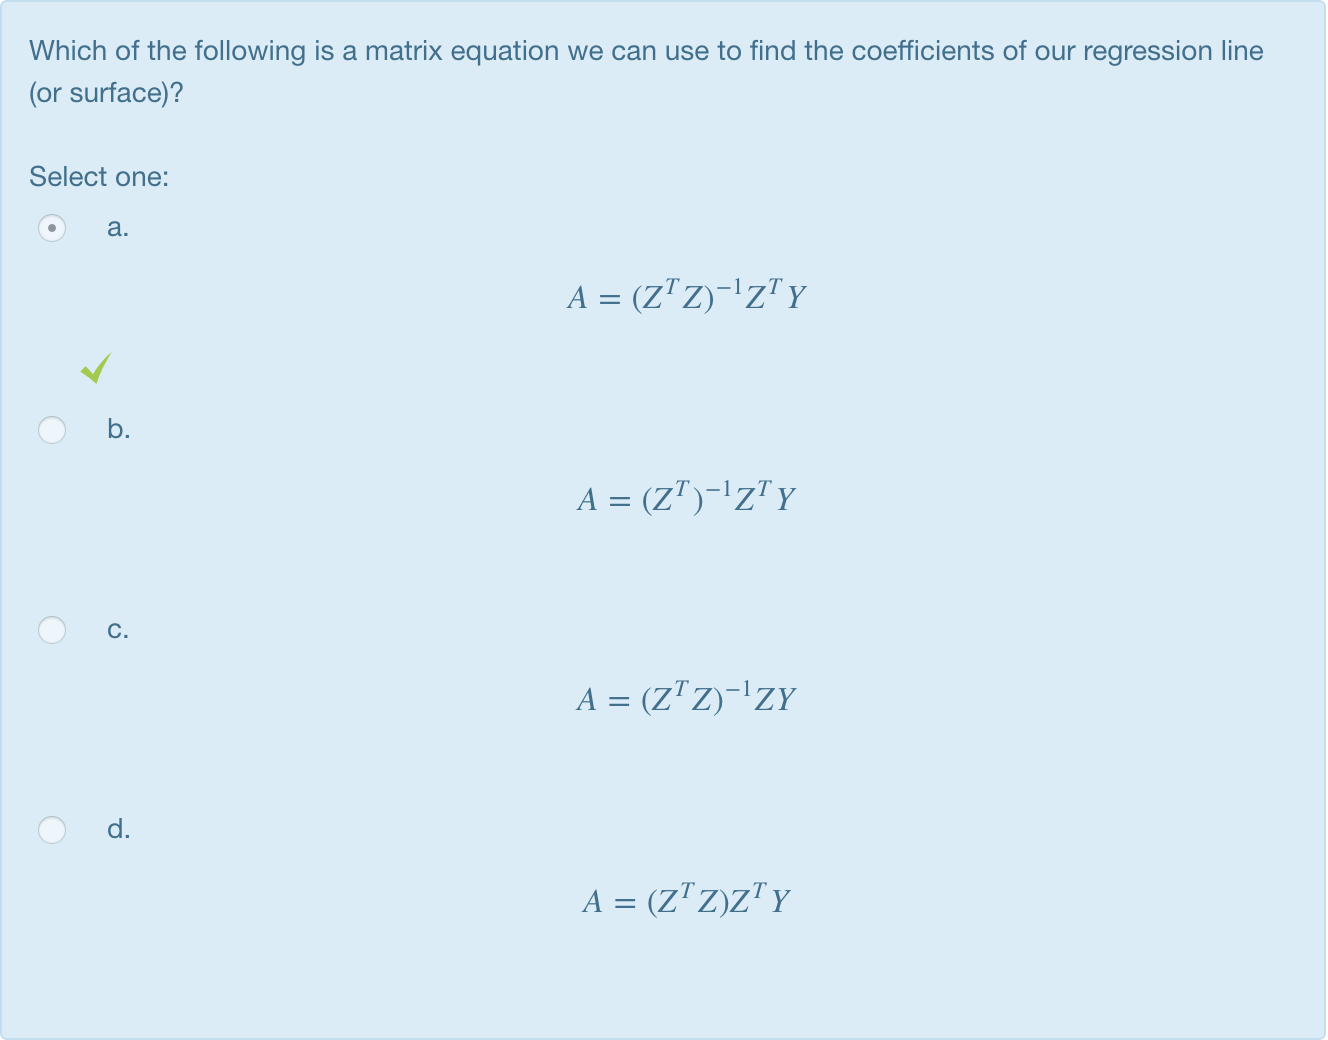 Which of the following is a matrix equation we can use to find the coefficients of our regression line
(or surface)?
Select one:
a.
A = (Z^T Z)^{-1} Z^T Y
b.
A = (Z^T)^{-1} Z^T Y
c.
A = (Z^T Z)^{-1} ZY
d.
A = (Z^T Z) Z^T Y